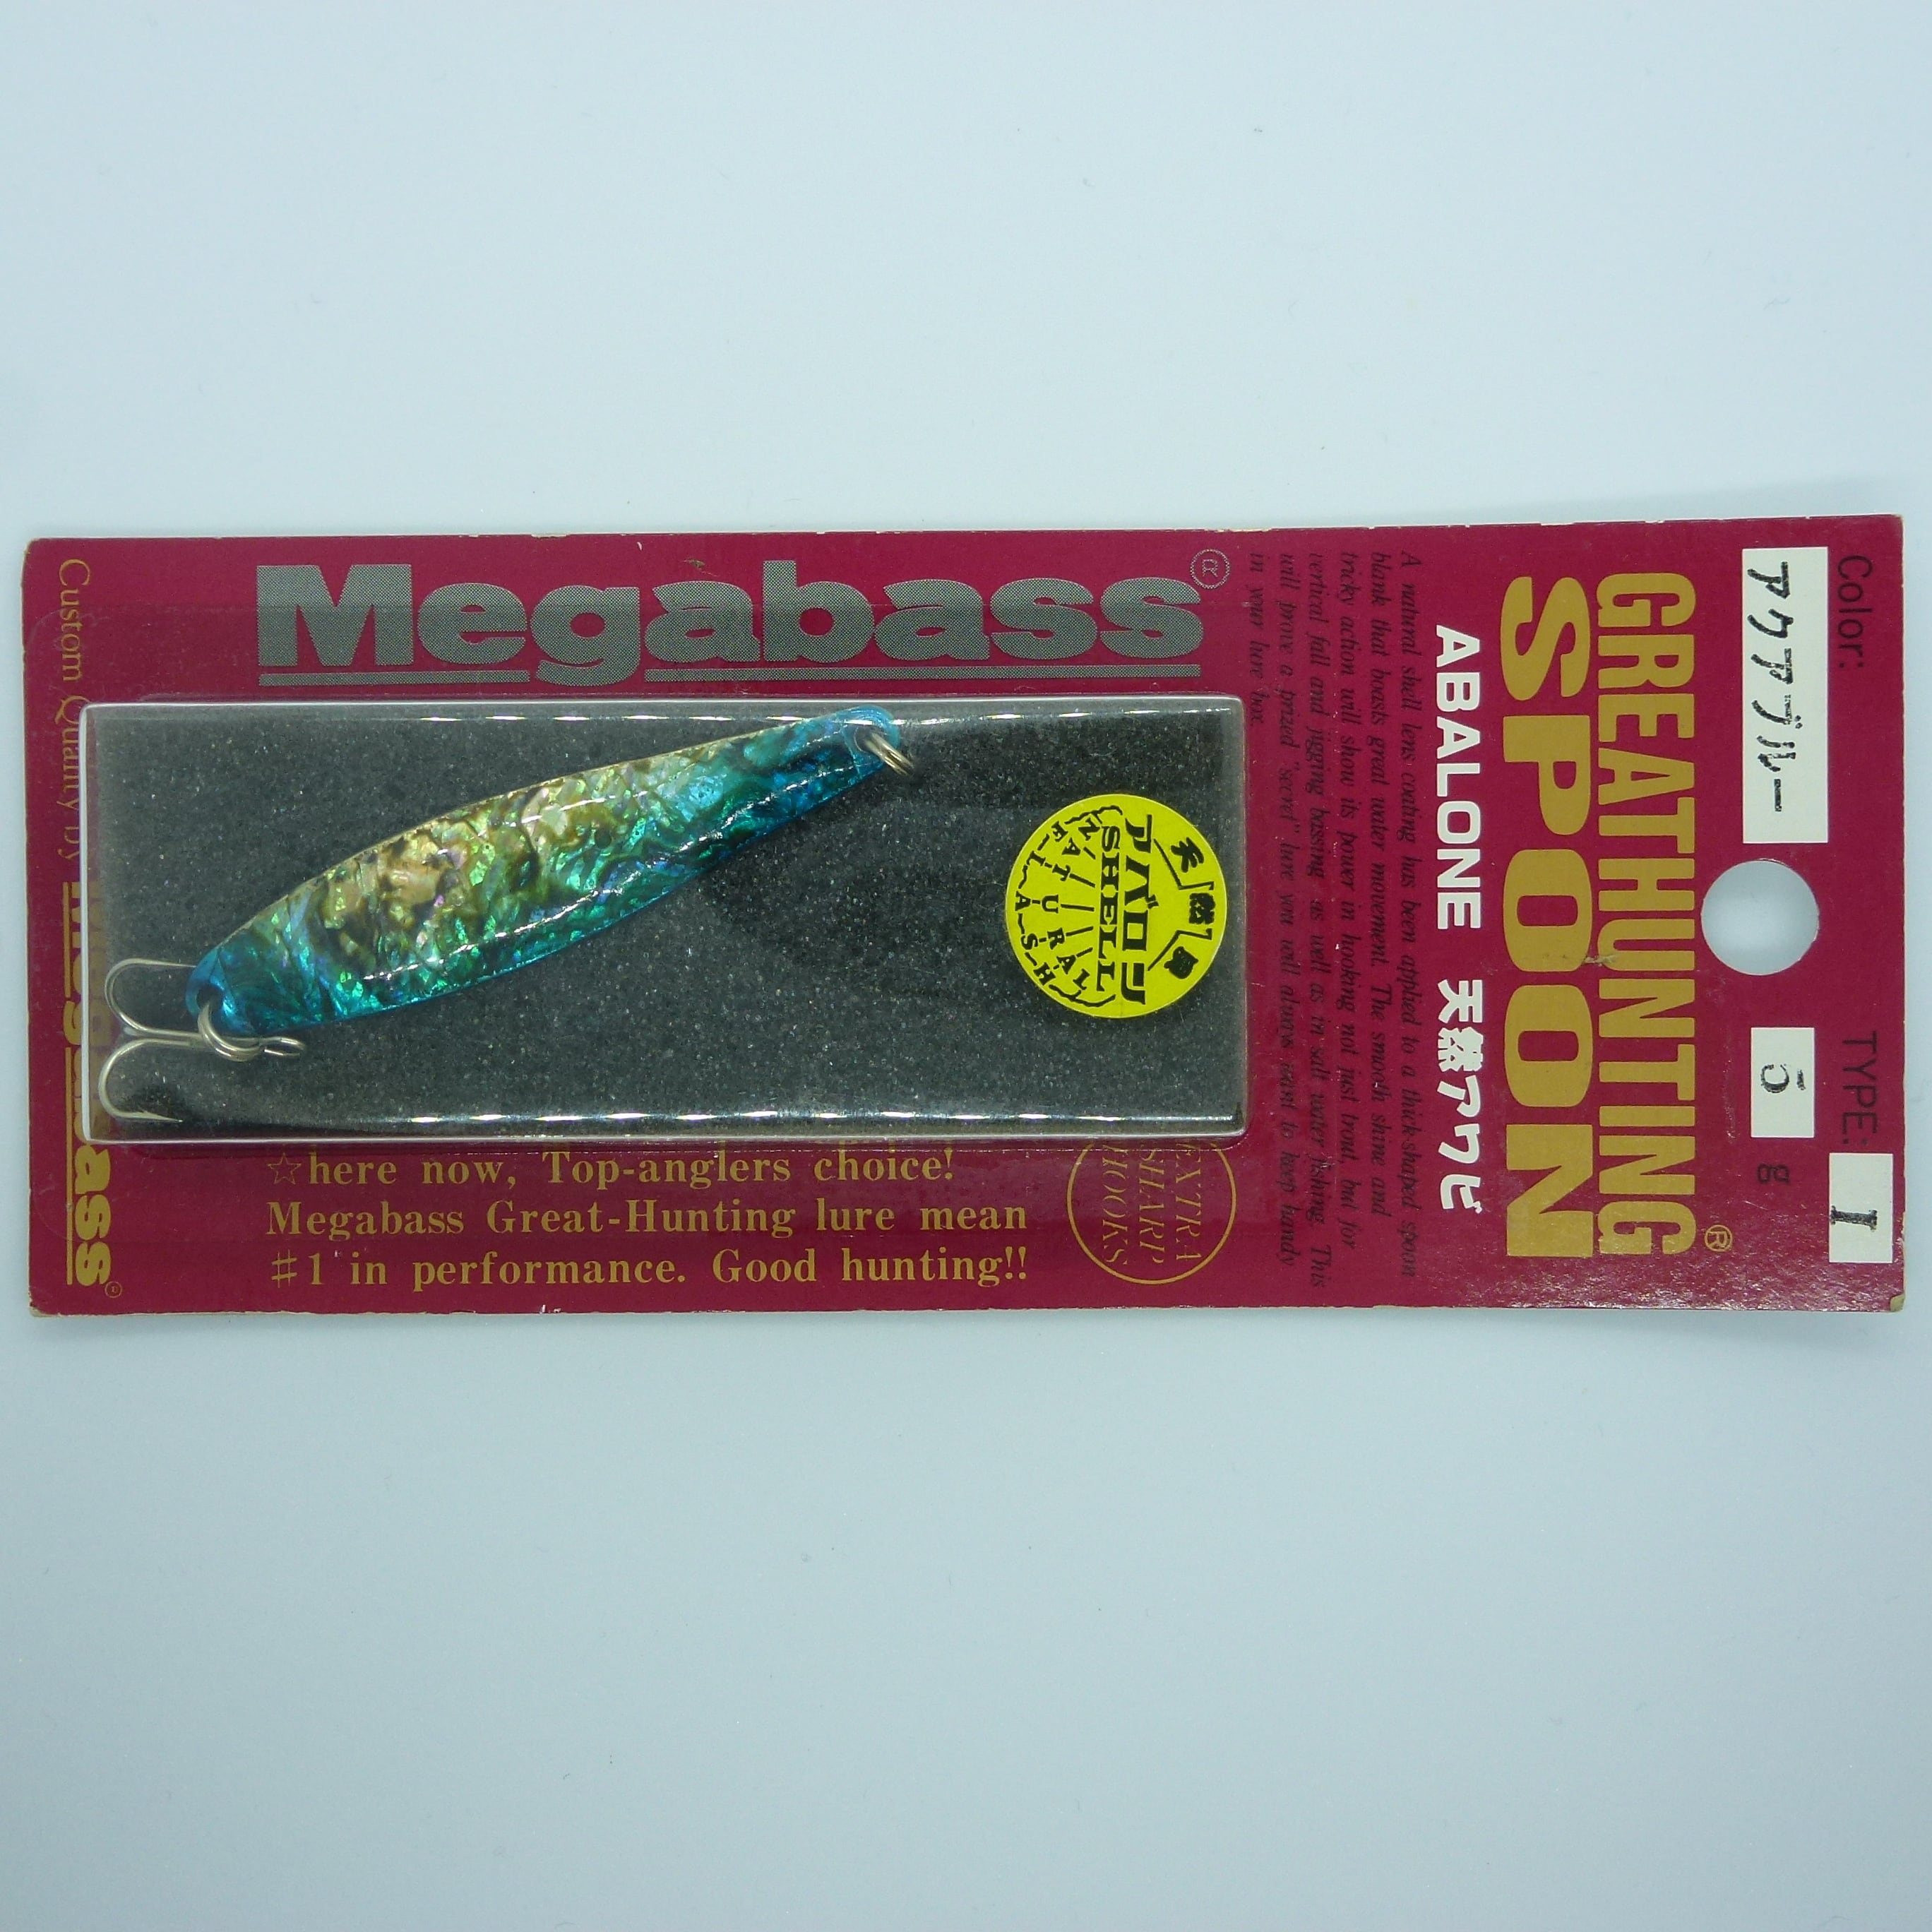 Color:
アクアブルー
TYPE:
I
5
g
GREATHUNTING®
SPOON
ABALONE 天然アワビ
A natural shell lens coating has been applied to a thick-shaped spoon
blank that boasts great water movement. The smooth shine and
tricky action will show its power in hooking not just trout, but for
vertical fall and jigging bassing as well as in salt water fishing. This
will prove a prized "secret" lure you will always want to keep handy
in your lure box.
Megabass®
天然
アバロン
SHELL
NATURAL
FLASH
EXTRA
SHARP
HOOKS
☆here now, Top-anglers choice!
Megabass Great-Hunting lure mean
#1 in performance. Good hunting!!
Custom Quality by Megabass®